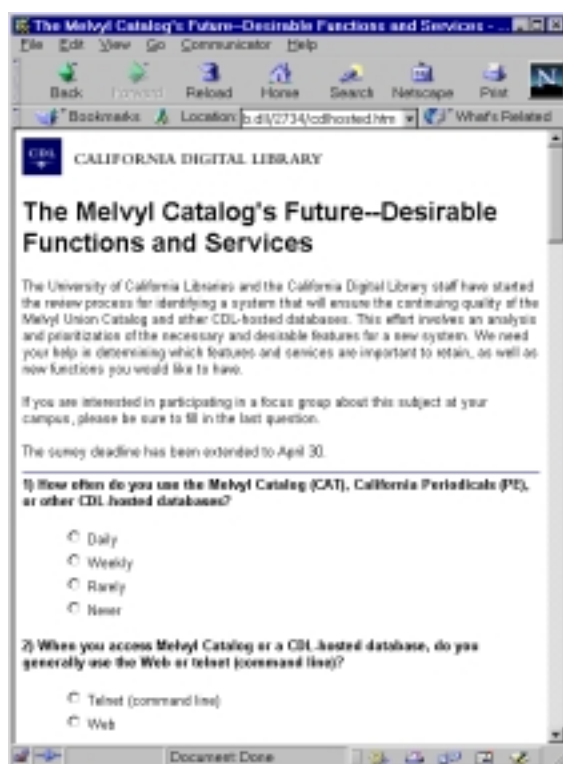 The Melvyl Catalog's Future--Desirable Functions and Services - ...
File Edit View Go Communicator Help
Back Forward Reload Home Search Netscape Print
N
Bookmarks Location: b.dll/2734/cdlhosted.htm What's Related
CDL CALIFORNIA DIGITAL LIBRARY
The Melvyl Catalog's Future--Desirable
Functions and Services
The University of California Libraries and the California Digital Library staff have started
the review process for identifying a system that will ensure the continuing quality of the
Melvyl Union Catalog and other CDL-hosted databases. This effort involves an analysis
and prioritization of the necessary and desirable features for a new system. We need
your help in determining which features and services are important to retain, as well as
new functions you would like to have.
If you are interested in participating in a focus group about this subject at your
campus, please be sure to fill in the last question.
The survey deadline has been extended to April 30.
1) How often do you use the Melvyl Catalog (CAT), California Periodicals (PE),
or other CDL-hosted databases?
Daily
Weekly
Rarely
Never
2) When you access Melvyl Catalog or a CDL-hosted database, do you
generally use the Web or telnet (command line)?
Telnet (command line)
Web
Document: Done